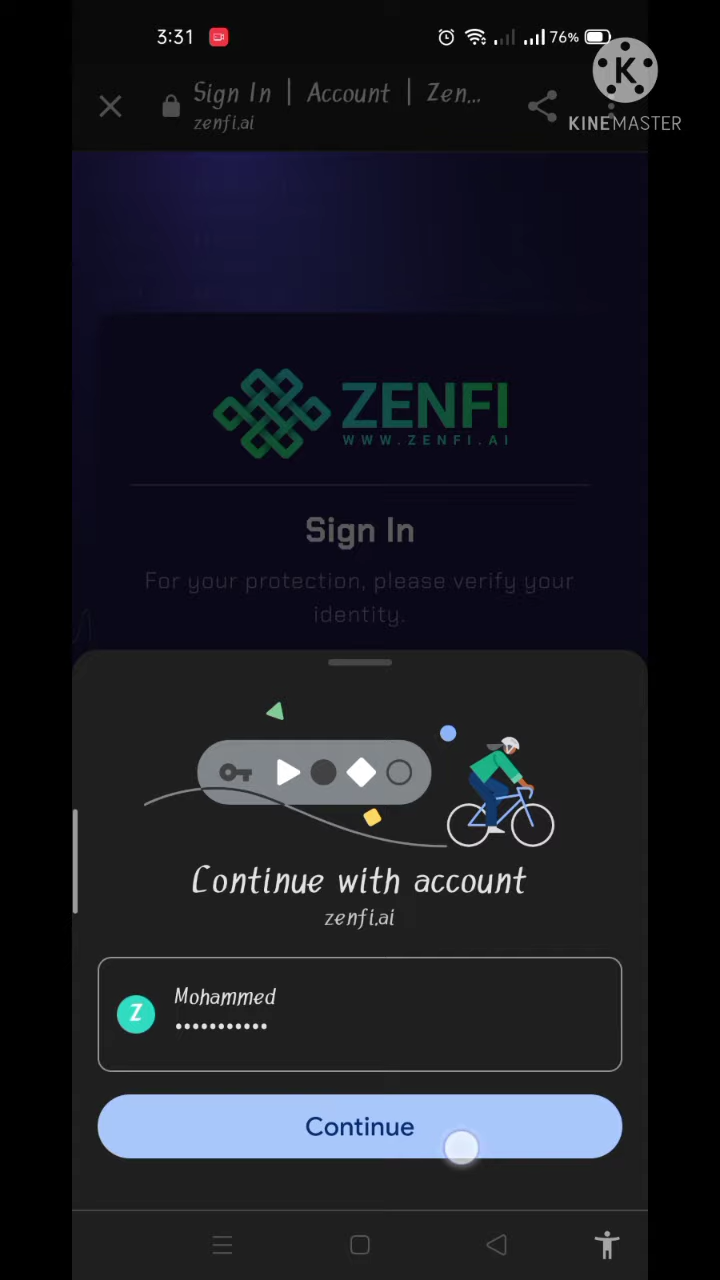 3:31
76%
K
KINEMASTER
Sign In | Account | Zen...
zenfi.ai
ZENFI
WWW.ZENFI.AI
Sign In
For your protection, please verify your
identity.
Continue with account
zenfi.ai
Z
Mohammed
•••••••••••
Continue